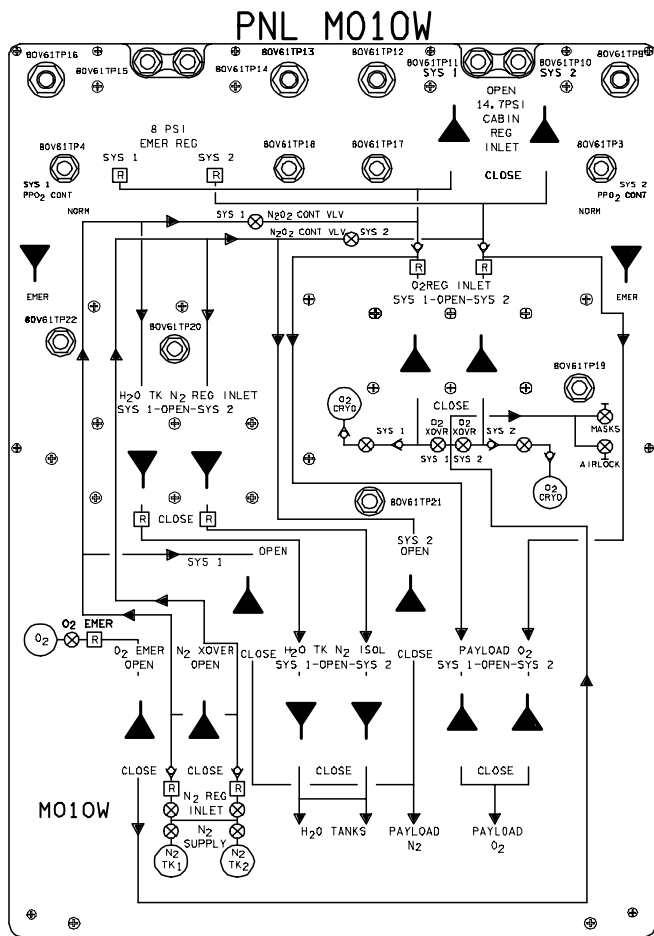 PNL MO10W
80V61TP16 80V61TP13 80V61TP12 80V61TP11 80V61TP10 80V61TP9
80V61TP15 80V61TP14 SYS 1 SYS 2
OPEN
14.7PSI
CABIN
REG
INLET
CLOSE
8 PSI
EMER REG
SYS 1 SYS 2
R R
80V61TP4 80V61TP18 80V61TP17 80V61TP3
SYS 1
PPO2 CONT
NORM
EMER
SYS 2
PPO2 CONT
NORM
EMER
SYS 1 N2O2 CONT VLV
N2O2 CONT VLV SYS 2
R R
O2REG INLET
SYS 1-OPEN-SYS 2
CLOSE
80V61TP22 80V61TP20 80V61TP19
H2O TK N2 REG INLET
SYS 1-OPEN-SYS 2
R CLOSE R
O2
CRYO
SYS 1 O2
XOVR O2
XOVR SYS 2
SYS 1 SYS 2
MASKS
AIRLOCK
O2
CRYO
80V61TP21
SYS 1 OPEN
SYS 2
OPEN
O2 O2 EMER
R
O2 EMER
OPEN
N2 XOVER
OPEN
CLOSE
H2O TK N2 ISOL
SYS 1-OPEN-SYS 2
CLOSE
PAYLOAD O2
SYS 1-OPEN-SYS 2
CLOSE CLOSE CLOSE CLOSE
R R
N2 REG
INLET
N2
SUPPLY
N2
TK1
N2
TK2
MO10W
H2O TANKS
PAYLOAD
N2
PAYLOAD
O2